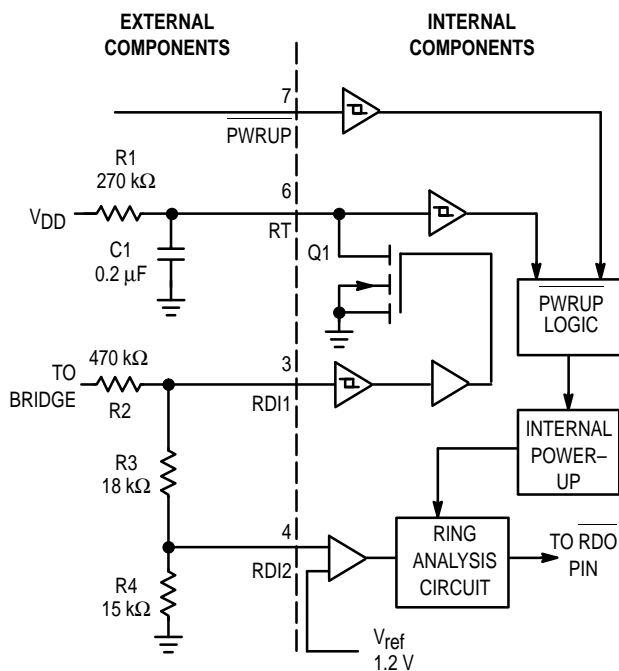 EXTERNAL
COMPONENTS
INTERNAL
COMPONENTS
7
PWRUP
R1
270 kΩ
6
VDD
RT
C1
0.2 µF
Q1
PWRUP
LOGIC
470 kΩ
3
TO
BRIDGE
R2
RDI1
INTERNAL
POWER–
UP
R3
18 kΩ
4
RDI2
RING
ANALYSIS
CIRCUIT
TO RDO
PIN
R4
15 kΩ
Vref
1.2 V